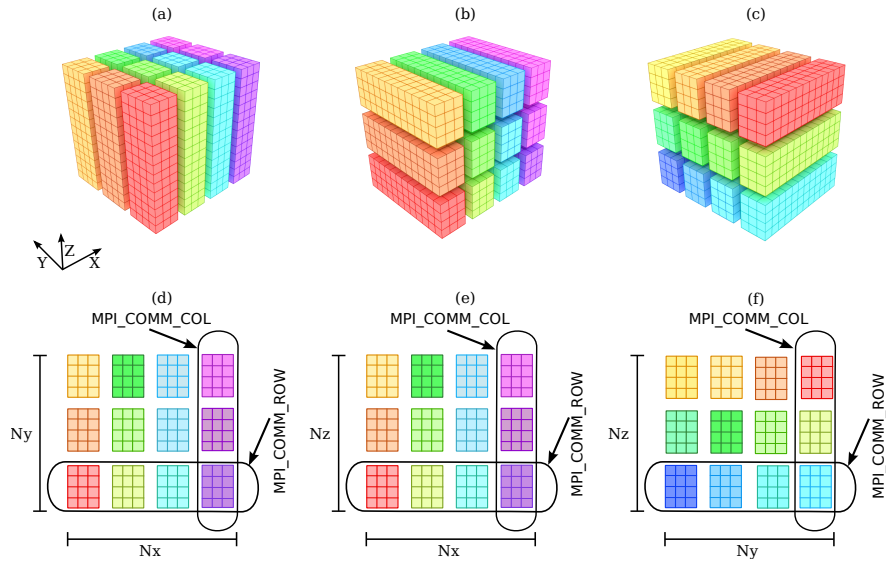 (a)
(b)
(c)
Z
Y
X
(d)
(e)
(f)
MPI_COMM_COL
MPI_COMM_COL
MPI_COMM_COL
Ny
MPI_COMM_ROW
Nz
MPI_COMM_ROW
Nz
MPI_COMM_ROW
Nx
Nx
Ny